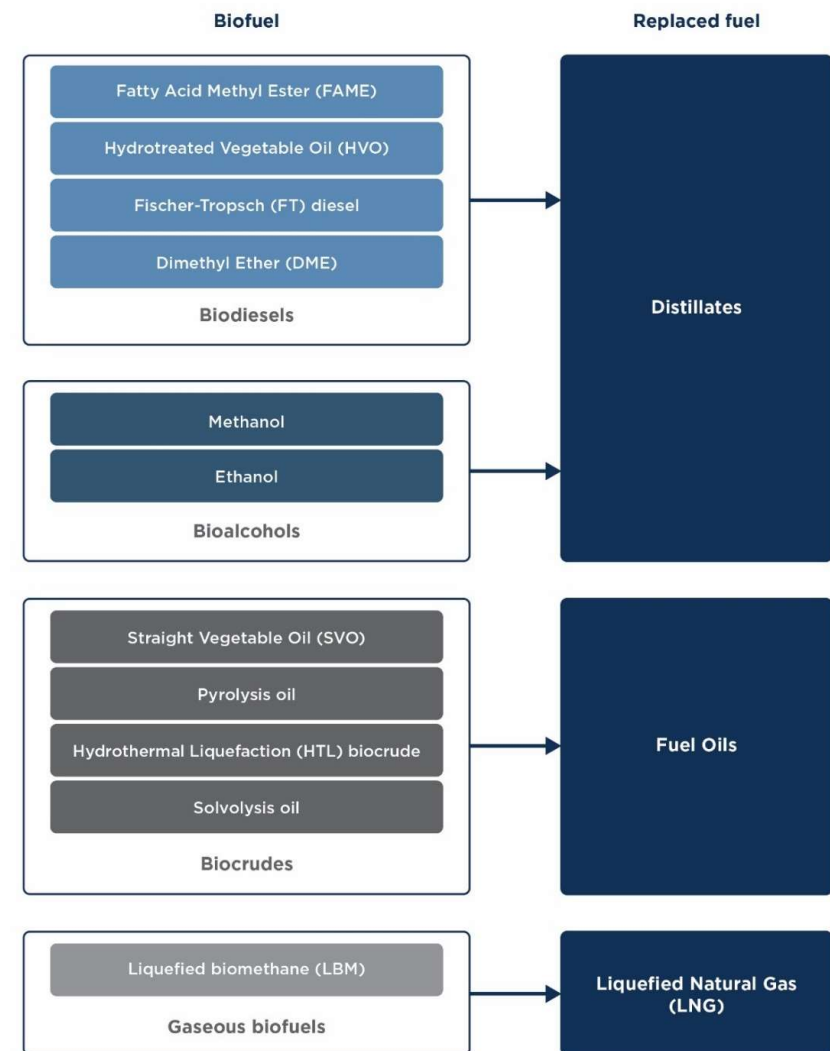 Biofuel
Replaced fuel
Fatty Acid Methyl Ester (FAME)
Hydrotreated Vegetable Oil (HVO)
Fischer-Tropsch (FT) diesel
Dimethyl Ether (DME)
Biodiesels
Distillates
Methanol
Ethanol
Bioalcohols
Straight Vegetable Oil (SVO)
Pyrolysis oil
Hydrothermal Liquefaction (HTL) biocrude
Solvolysis oil
Biocrudes
Fuel Oils
Liquefied biomethane (LBM)
Gaseous biofuels
Liquefied Natural Gas
(LNG)